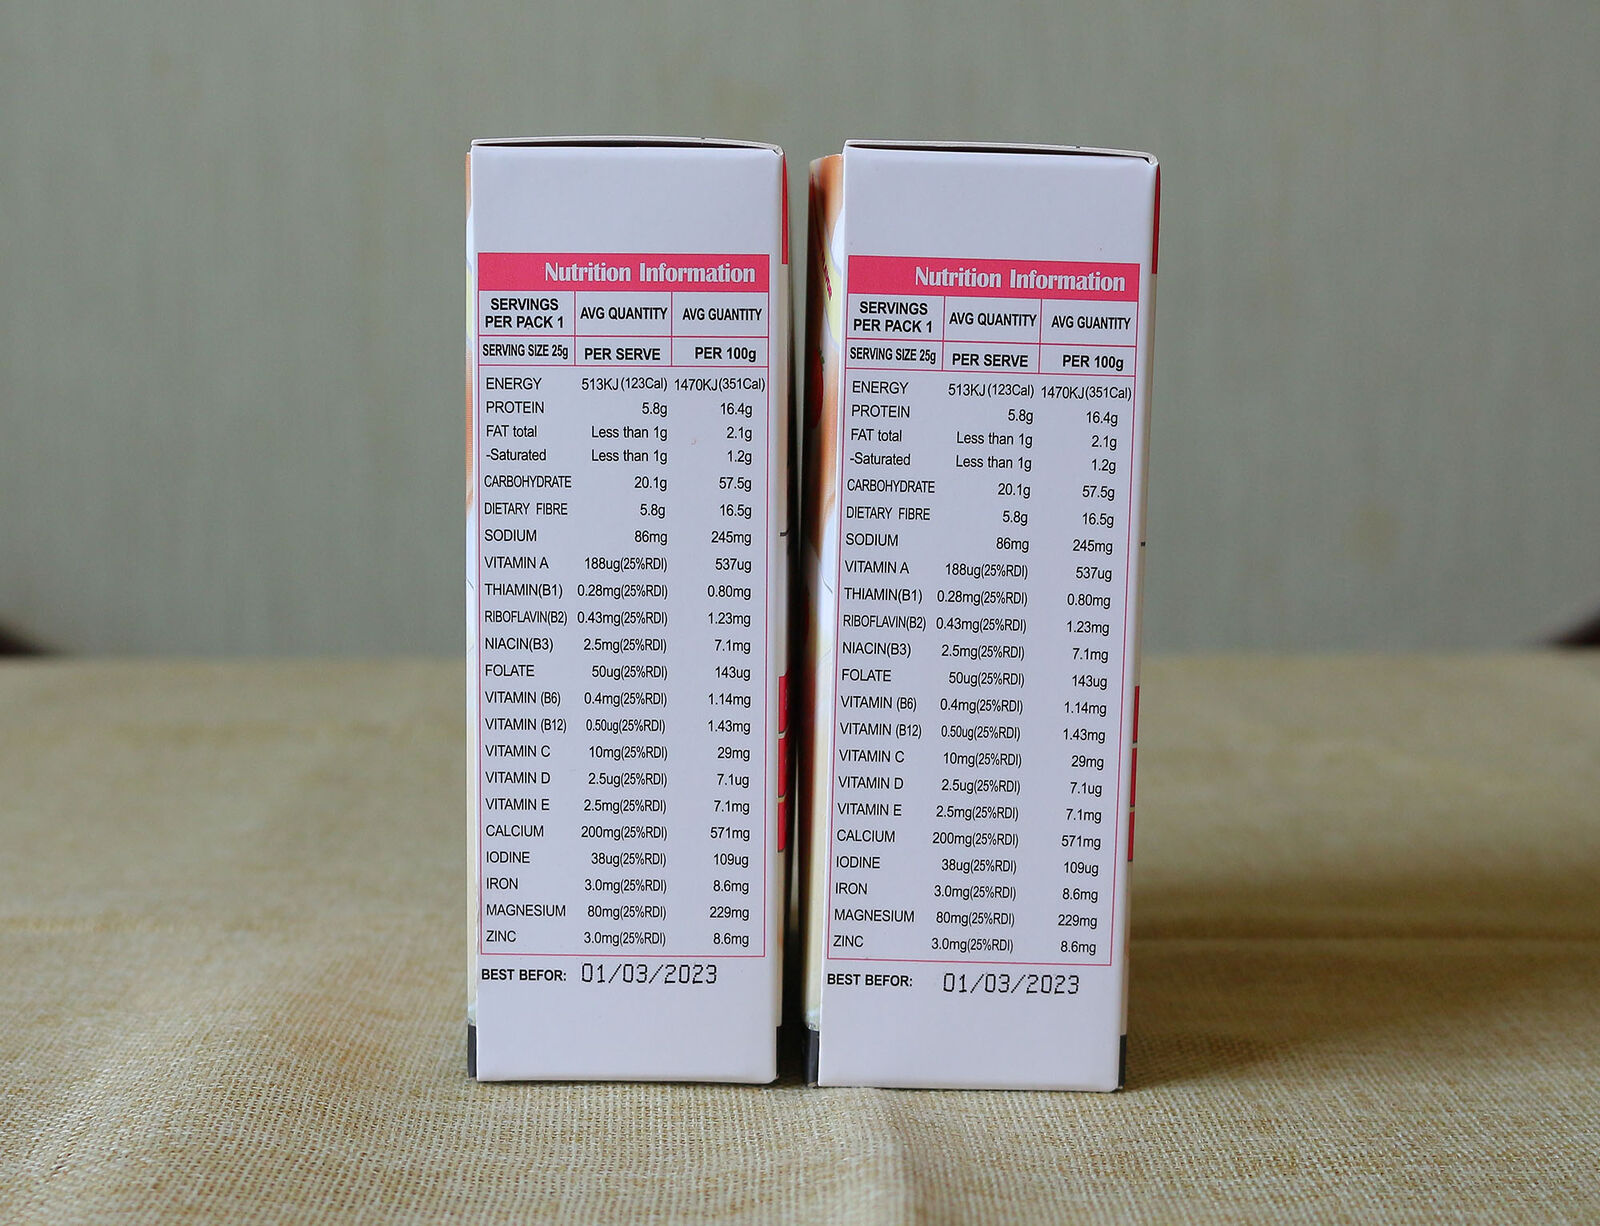 Nutrition Information
SERVINGS PER PACK 1 AVG QUANTITY AVG GUANTITY
SERVING SIZE 25g PER SERVE PER 100g
ENERGY 513KJ (123Cal) 1470KJ(351Cal)
PROTEIN 5.8g 16.4g
FAT total Less than 1g 2.1g
-Saturated Less than 1g 1.2g
CARBOHYDRATE 20.1g 57.5g
DIETARY FIBRE 5.8g 16.5g
SODIUM 86mg 245mg
VITAMIN A 188ug(25%RDI) 537ug
THIAMIN(B1) 0.28mg(25%RDI) 0.80mg
RIBOFLAVIN(B2) 0.43mg(25%RDI) 1.23mg
NIACIN(B3) 2.5mg(25%RDI) 7.1mg
FOLATE 50ug(25%RDI) 143ug
VITAMIN (B6) 0.4mg(25%RDI) 1.14mg
VITAMIN (B12) 0.50ug(25%RDI) 1.43mg
VITAMIN C 10mg(25%RDI) 29mg
VITAMIN D 2.5ug(25%RDI) 7.1ug
VITAMIN E 2.5mg(25%RDI) 7.1mg
CALCIUM 200mg(25%RDI) 571mg
IODINE 38ug(25%RDI) 109ug
IRON 3.0mg(25%RDI) 8.6mg
MAGNESIUM 80mg(25%RDI) 229mg
ZINC 3.0mg(25%RDI) 8.6mg
BEST BEFOR: 01/03/2023
Nutrition Information
SERVINGS PER PACK 1 AVG QUANTITY AVG GUANTITY
SERVING SIZE 25g PER SERVE PER 100g
ENERGY 513KJ (123Cal) 1470KJ(351Cal)
PROTEIN 5.8g 16.4g
FAT total Less than 1g 2.1g
-Saturated Less than 1g 1.2g
CARBOHYDRATE 20.1g 57.5g
DIETARY FIBRE 5.8g 16.5g
SODIUM 86mg 245mg
VITAMIN A 188ug(25%RDI) 537ug
THIAMIN(B1) 0.28mg(25%RDI) 0.80mg
RIBOFLAVIN(B2) 0.43mg(25%RDI) 1.23mg
NIACIN(B3) 2.5mg(25%RDI) 7.1mg
FOLATE 50ug(25%RDI) 143ug
VITAMIN (B6) 0.4mg(25%RDI) 1.14mg
VITAMIN (B12) 0.50ug(25%RDI) 1.43mg
VITAMIN C 10mg(25%RDI) 29mg
VITAMIN D 2.5ug(25%RDI) 7.1ug
VITAMIN E 2.5mg(25%RDI) 7.1mg
CALCIUM 200mg(25%RDI) 571mg
IODINE 38ug(25%RDI) 109ug
IRON 3.0mg(25%RDI) 8.6mg
MAGNESIUM 80mg(25%RDI) 229mg
ZINC 3.0mg(25%RDI) 8.6mg
BEST BEFOR: 01/03/2023